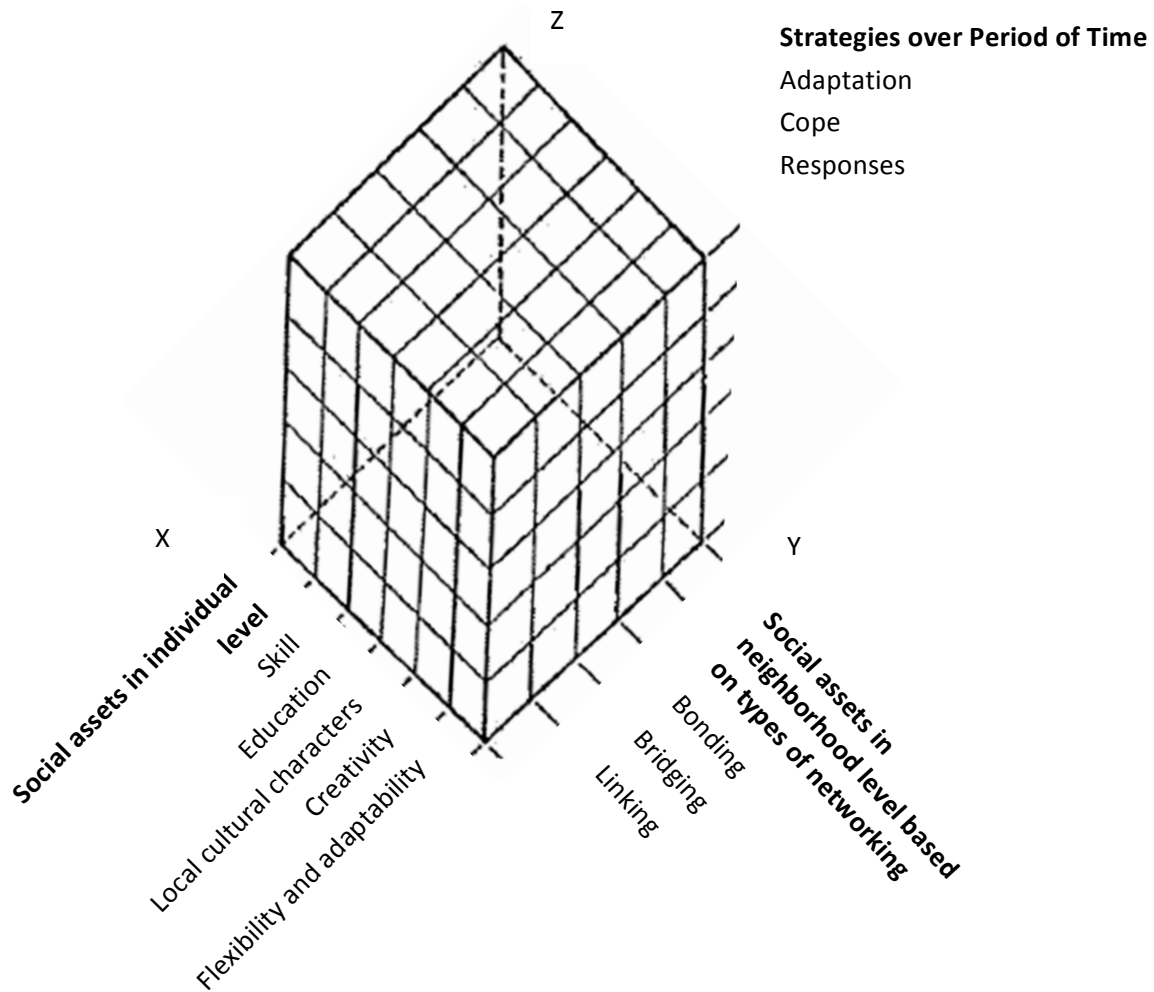 Z
Strategies over Period of Time
Adaptation
Cope
Responses
X
Y
Social assets in individual
level
Skill
Education
Local cultural characters
Creativity
Flexibility and adaptability
Social assets in
neighborhood level based
on types of networking
Bonding
Bridging
Linking